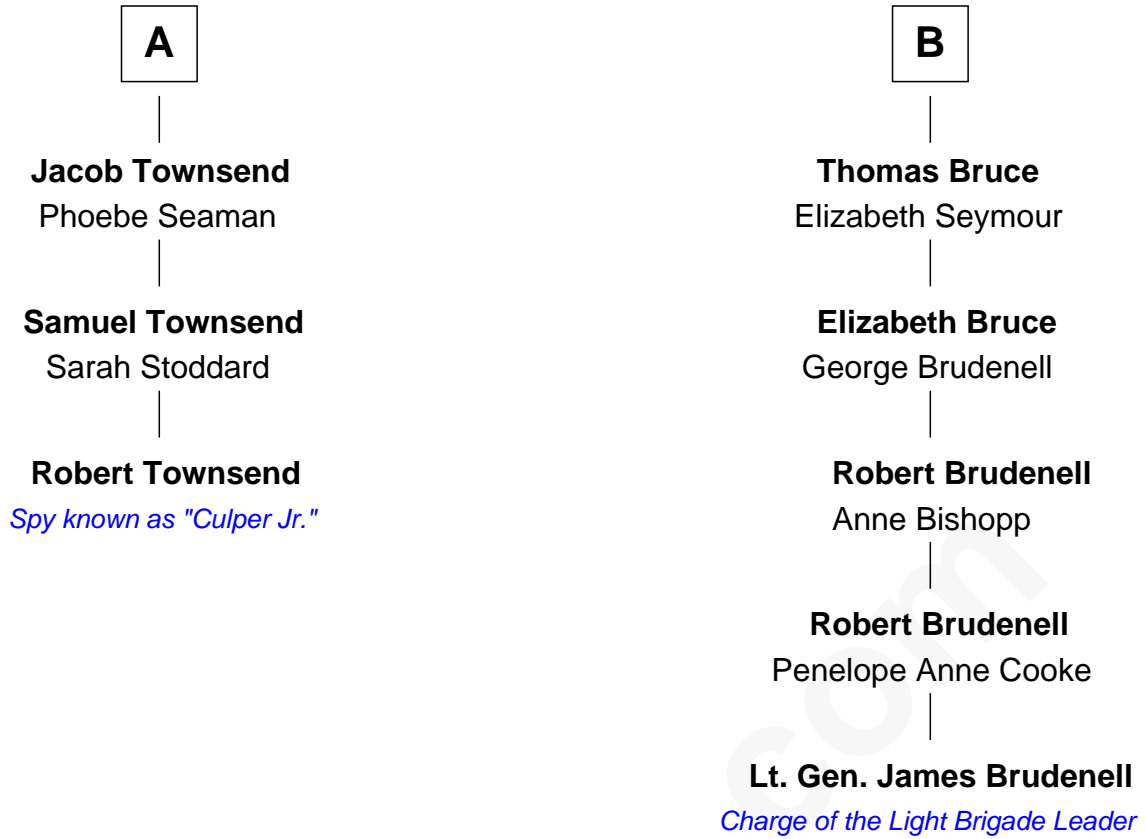 A
Jacob Townsend
Phoebe Seaman
Samuel Townsend
Sarah Stoddard
Robert Townsend
Spy known as "Culper Jr."
B
Thomas Bruce
Elizabeth Seymour
Elizabeth Bruce
George Brudenell
Robert Brudenell
Anne Bishopp
Robert Brudenell
Penelope Anne Cooke
Lt. Gen. James Brudenell
Charge of the Light Brigade Leader
com